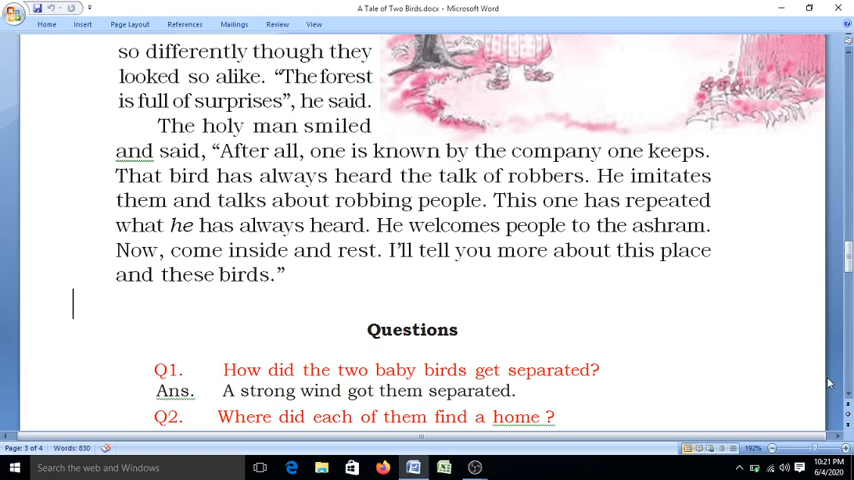 A Tale of Two Birds.docx - Microsoft Word
Home Insert Page Layout References Mailings Review View
so differently though they
looked so alike. “The forest
is full of surprises”, he said.
The holy man smiled
and said, “After all, one is known by the company one keeps.
That bird has always heard the talk of robbers. He imitates
them and talks about robbing people. This one has repeated
what he has always heard. He welcomes people to the ashram.
Now, come inside and rest. I’ll tell you more about this place
and these birds.”
Questions
Q1. How did the two baby birds get separated?
Ans. A strong wind got them separated.
Q2. Where did each of them find a home ?
Page: 3 of 4 Words: 830 192%
Search the web and Windows
10:21 PM
6/4/2020